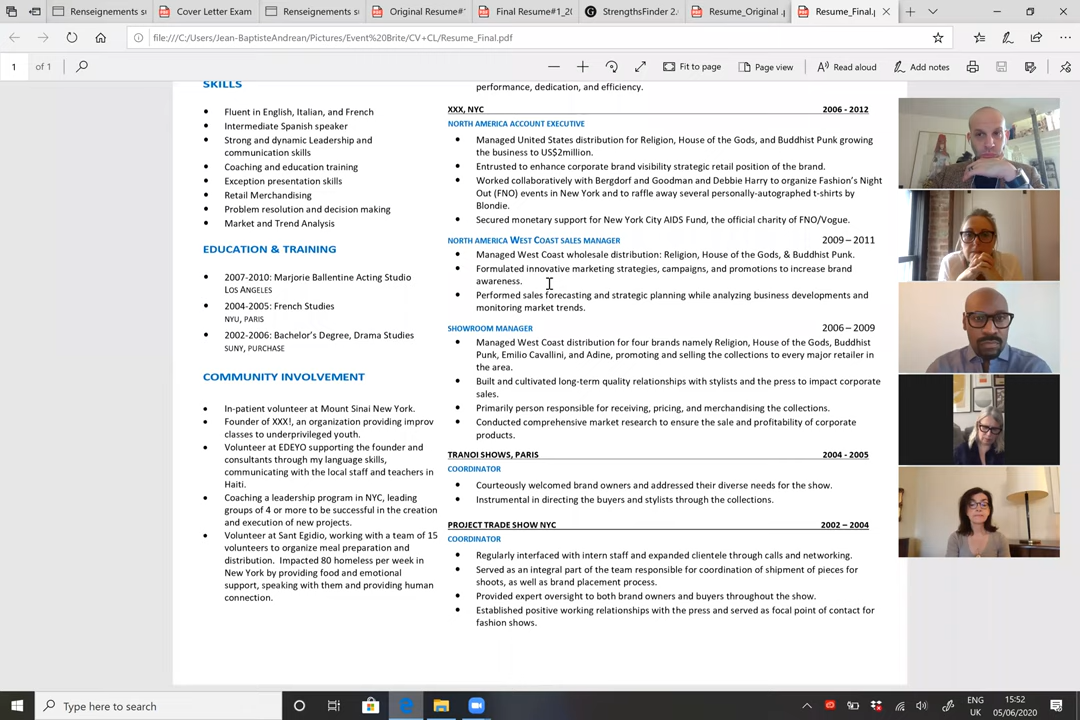 Renseignements su
Cover Letter Exam
Renseignements su
Original Resume#1
Final Resume#1_20
StrengthsFinder 2.
Resume_Original .p
Resume_Final.p
file:///C:/Users/Jean-BaptisteAndrean/Pictures/Event%20Brite/CV+CL/Resume_Final.pdf
1 of 1
Fit to page
Page view
Read aloud
Add notes
SKILLS
Fluent in English, Italian, and French
Intermediate Spanish speaker
Strong and dynamic Leadership and
communication skills
Coaching and education training
Exception presentation skills
Retail Merchandising
Problem resolution and decision making
Market and Trend Analysis
EDUCATION & TRAINING
2007-2010: Marjorie Ballentine Acting Studio
LOS ANGELES
2004-2005: French Studies
NYU, PARIS
2002-2006: Bachelor's Degree, Drama Studies
SUNY, PURCHASE
COMMUNITY INVOLVEMENT
In-patient volunteer at Mount Sinai New York.
Founder of XXX!, an organization providing improv
classes to underprivileged youth.
Volunteer at EDEYO supporting the founder and
consultants through my language skills,
communicating with the local staff and teachers in
Haiti.
Coaching a leadership program in NYC, leading
groups of 4 or more to be successful in the creation
and execution of new projects.
Volunteer at Sant Egidio, working with a team of 15
volunteers to organize meal preparation and
distribution. Impacted 80 homeless per week in
New York by providing food and emotional
support, speaking with them and providing human
connection.
performance, dedication, and efficiency.
XXX, NYC 2006 - 2012
NORTH AMERICA ACCOUNT EXECUTIVE
Managed United States distribution for Religion, House of the Gods, and Buddhist Punk growing
the business to US$2million.
Entrusted to enhance corporate brand visibility strategic retail position of the brand.
Worked collaboratively with Bergdorf and Goodman and Debbie Harry to organize Fashion's Night
Out (FNO) events in New York and to raffle away several personally-autographed t-shirts by
Blondie.
Secured monetary support for New York City AIDS Fund, the official charity of FNO/Vogue.
NORTH AMERICA WEST COAST SALES MANAGER 2009 – 2011
Managed West Coast wholesale distribution: Religion, House of the Gods, & Buddhist Punk.
Formulated innovative marketing strategies, campaigns, and promotions to increase brand
awareness.
Performed sales forecasting and strategic planning while analyzing business developments and
monitoring market trends.
SHOWROOM MANAGER 2006 – 2009
Managed West Coast distribution for four brands namely Religion, House of the Gods, Buddhist
Punk, Emilio Cavallini, and Adine, promoting and selling the collections to every major retailer in
the area.
Built and cultivated long-term quality relationships with stylists and the press to impact corporate
sales.
Primarily person responsible for receiving, pricing, and merchandising the collections.
Conducted comprehensive market research to ensure the sale and profitability of corporate
products.
TRANOI SHOWS, PARIS 2004 - 2005
COORDINATOR
Courteously welcomed brand owners and addressed their diverse needs for the show.
Instrumental in directing the buyers and stylists through the collections.
PROJECT TRADE SHOW NYC 2002 – 2004
COORDINATOR
Regularly interfaced with intern staff and expanded clientele through calls and networking.
Served as an integral part of the team responsible for coordination of shipment of pieces for
shoots, as well as brand placement process.
Provided expert oversight to both brand owners and buyers throughout the show.
Established positive working relationships with the press and served as focal point of contact for
fashion shows.
Type here to search
ENG
UK
15:52
05/06/2020